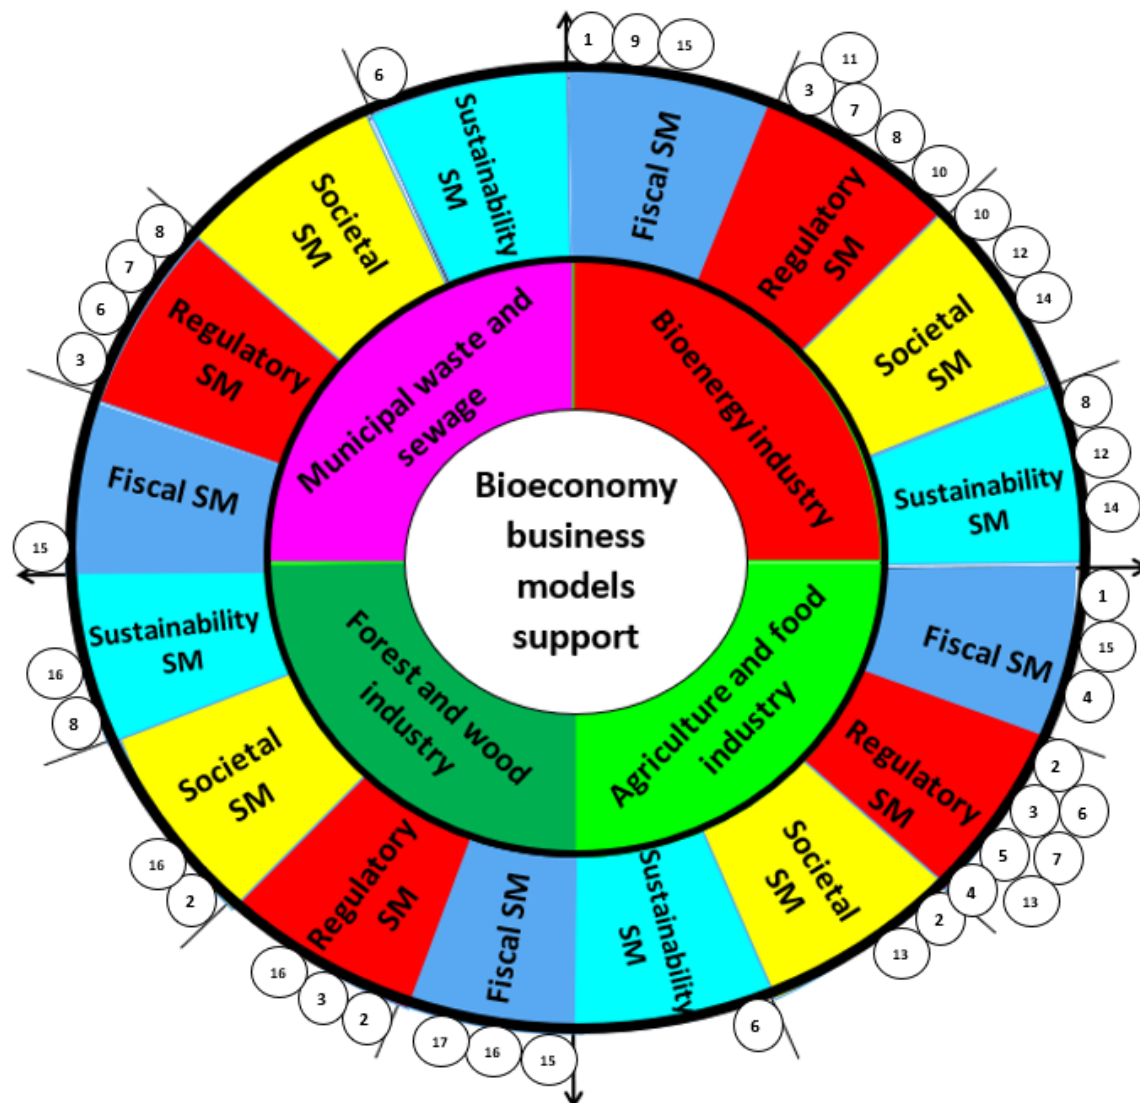 Bioeconomy
business
models
support
Bioenergy industry
Agriculture and food
industry
Forest and wood
industry
Municipal waste and
sewage
Fiscal SM
Regulatory
SM
Societal
SM
Sustainability
SM
Fiscal SM
Regulatory
SM
Societal
SM
Sustainability
SM
Fiscal SM
Regulatory
SM
Societal
SM
Sustainability
SM
Fiscal SM
Regulatory
SM
Societal
SM
Sustainability
SM
1
9
15
3
11
7
8
10
10
12
14
8
12
14
1
15
4
2
3
6
5
7
4
13
2
13
6
15
16
17
2
3
16
2
16
8
16
15
3
6
7
8
6